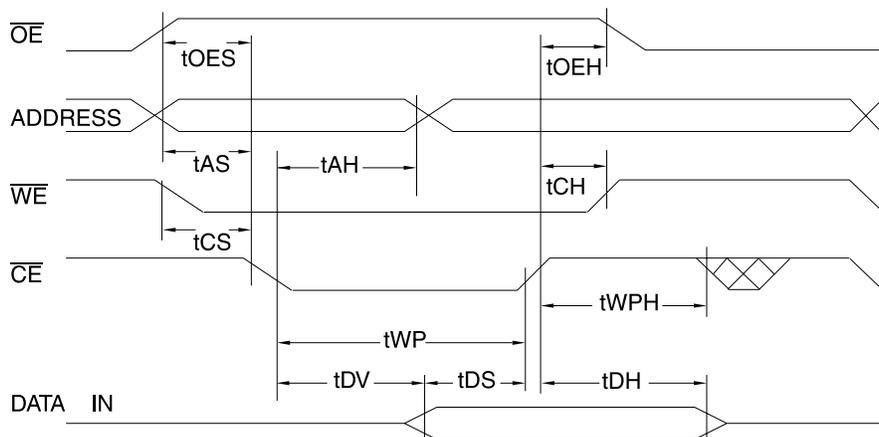 OE
tOES
tOEH
ADDRESS
tAS
tAH
tCH
WE
tCS
CE
tWPH
tWP
tDV
tDS
tDH
DATA IN